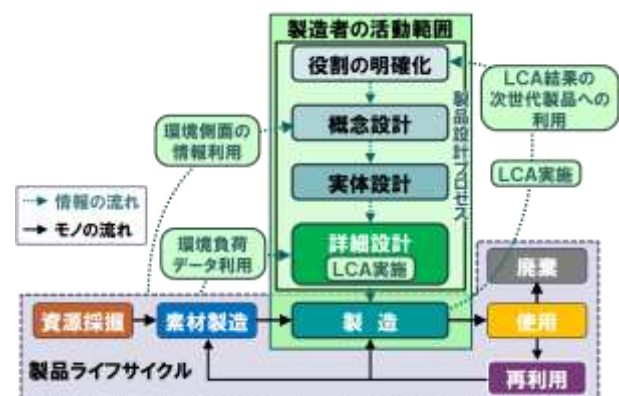 製造者の活動範囲
役割の明確化
製品設計プロセス
LCA結果の
次世代製品への
利用
環境側面の
情報利用
概念設計
LCA実施
実体設計
情報の流れ
モノの流れ
環境負荷
データ利用
詳細設計
LCA実施
廃棄
資源採掘
素材製造
製 造
使用
製品ライフサイクル
再利用